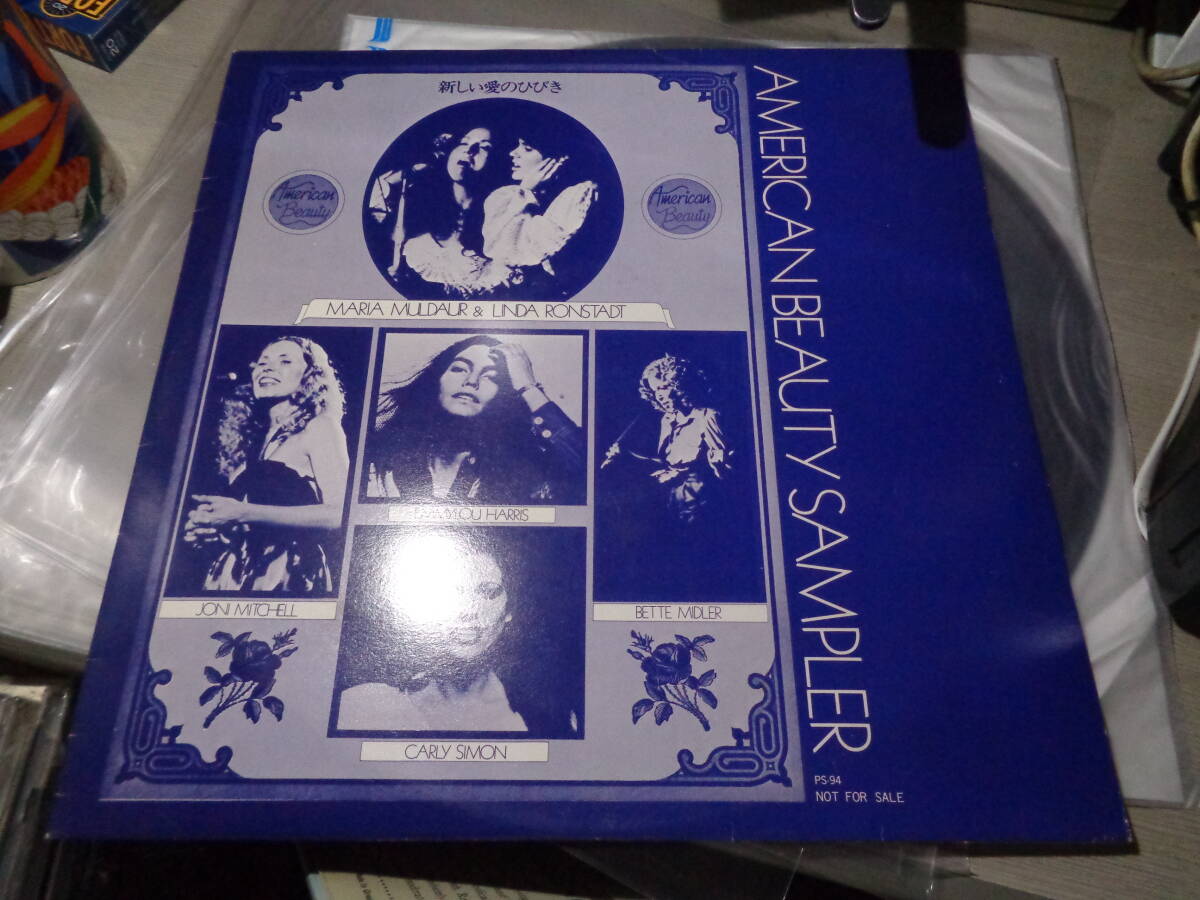 新しい愛のひびき
American
Beauty
American
Beauty
MARIA MULDAUR & LINDA RONSTADT
EMMYLOU HARRIS
JONI MITCHELL
BETTE MIDLER
CARLY SIMON
AMERICAN BEAUTY SAMPLER
PS-94
NOT FOR SALE